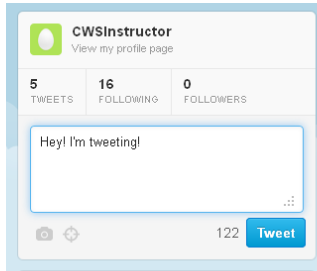 CWSInstructor
View my profile page
5 16 0
TWEETS FOLLOWING FOLLOWERS
Hey! I'm tweeting!
122 Tweet